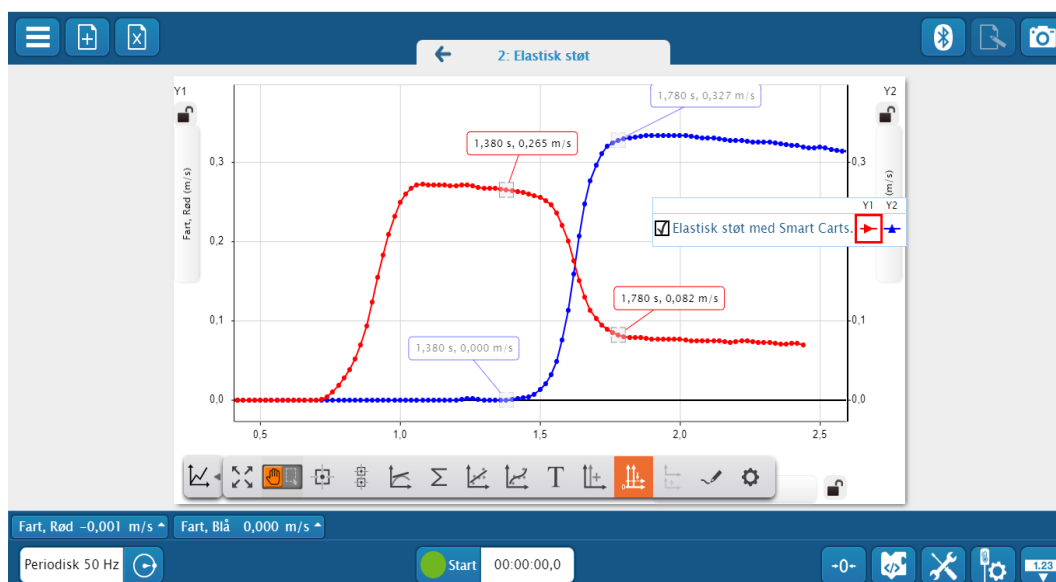 2: Elastisk støt
Y1
Y2
1,780 s, 0,327 m/s
1,380 s, 0,265 m/s
0,3
0,3
Fart, Rød (m/s)
(m/s)
Y1 Y2
Elastisk støt med Smart Carts.
0,2
1,780 s, 0,082 m/s
0,1
0,1
1,380 s, 0,000 m/s
0,0
0,0
0,5
1,0
1,5
2,0
2,5
Σ
T
Fart, Rød -0,001 m/s
Fart, Blå 0,000 m/s
Periodisk 50 Hz
Start
00:00:00,0
-0-
</>
1.23